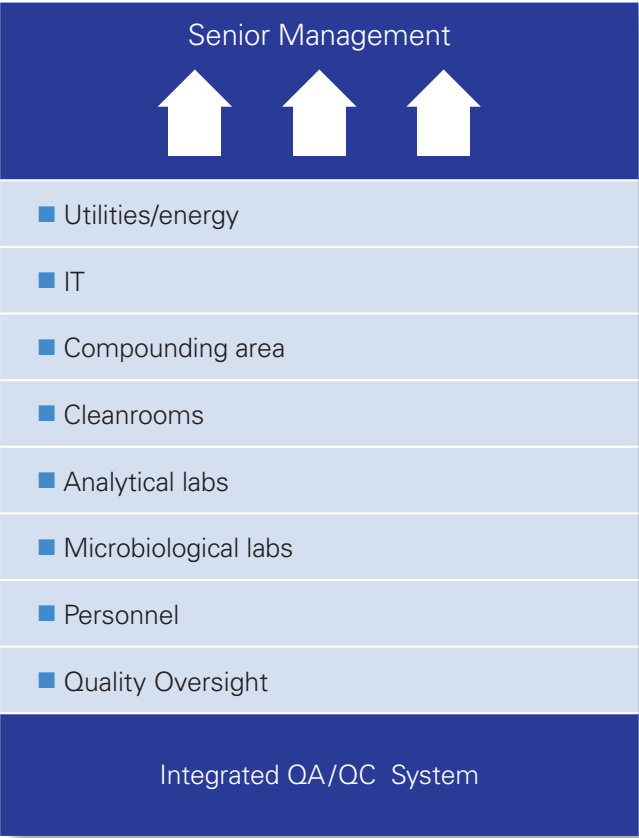 Senior Management
Utilities/energy
IT
Compounding area
Cleanrooms
Analytical labs
Microbiological labs
Personnel
Quality Oversight
Integrated QA/QC System